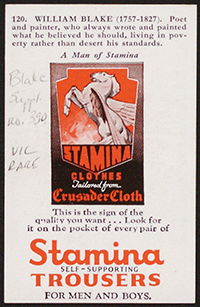 120. WILLIAM BLAKE (1757-1827). Poet
and painter, who always wrote and painted
what he believed he should, living in pov-
erty rather than desert his standards.
A Man of Stamina
Blake
Suppl.
no. 390
VIC
RARE
STAMINA
CLOTHES
Tailored from
CrusaderCloth
This is the sign of the
quality you want . . . Look for
it on the pocket of every pair of
Stamina
SELF-SUPPORTING
TROUSERS
FOR MEN AND BOYS.